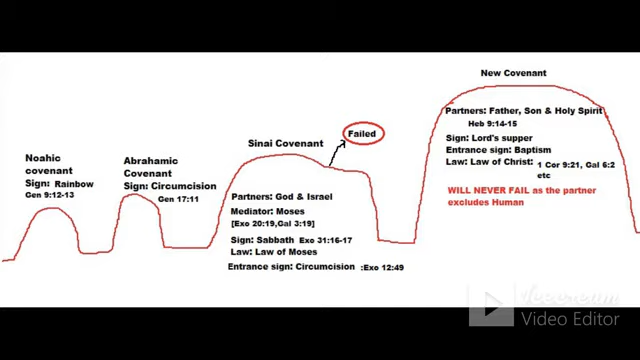 New Covenant
Partners: Father, Son & Holy Spirit
Heb 9:14-15
Sign: Lord's supper
Entrance sign: Baptism
Law: Law of Christ: 1 Cor 9:21, Gal 6:2
etc
WILL NEVER FAIL as the partner
excludes Human
Failed
Sinai Covenant
Partners: God & Israel
Mediator: Moses
[Exo 20:19,Gal 3:19]
Sign: Sabbath Exo 31:16-17
Law: Law of Moses
Entrance sign: Circumcision :Exo 12:49
Abrahamic
Covenant
Sign: Circumcision
Gen 17:11
Noahic
covenant
Sign: Rainbow
Gen 9:12-13
Icecream
Video Editor